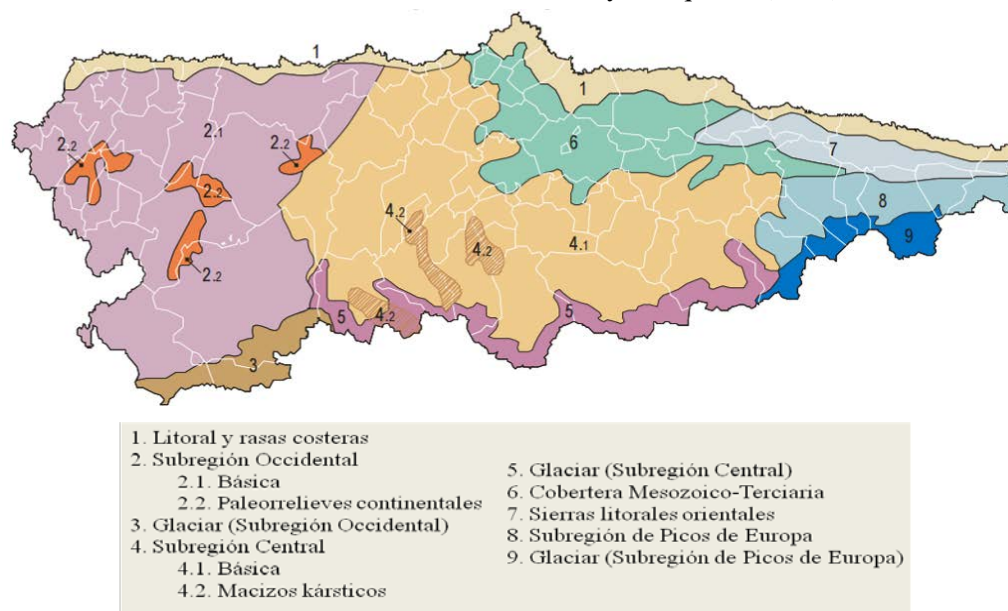 1
1
2.1
2.2
2.2
6
7
2.2
8
4.2
9
4.2
4.1
2.2
5
4.2
5
3
1. Litoral y rasas costeras
2. Subregión Occidental
2.1. Básica
2.2. Paleorrelieves continentales
3. Glaciar (Subregión Occidental)
4. Subregión Central
4.1. Básica
4.2. Macizos kársticos
5. Glaciar (Subregión Central)
6. Cobertera Mesozoico-Terciaria
7. Sierras litorales orientales
8. Subregión de Picos de Europa
9. Glaciar (Subregión de Picos de Europa)